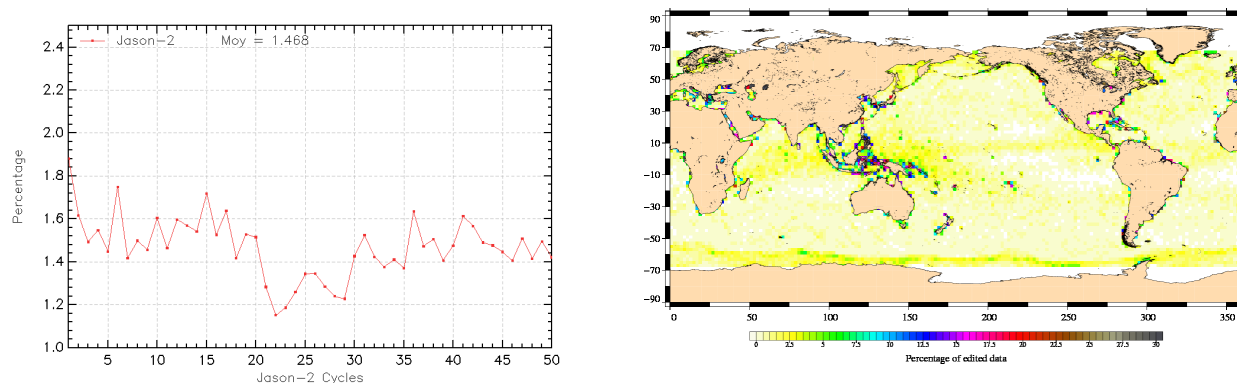 Jason-2 Moy = 1.468
2.4
2.2
2.0
1.8
1.6
1.4
1.2
1.0
Percentage
5 10 15 20 25 30 35 40 45 50
Jason-2 Cycles
90
70
50
30
10
−10
−30
−50
−70
−90
0 50 100 150 200 250 300 350
0 2.5 5 7.5 10 12.5 15 17.5 20 22.5 25 27.5 30
Percentage of edited data